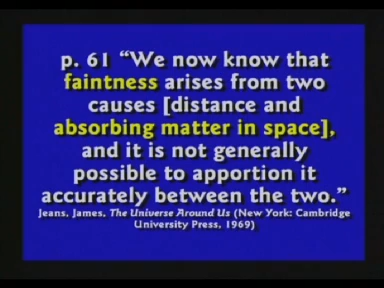 p. 61 “We now know that
faintness arises from two
causes [distance and
absorbing matter in space],
and it is not generally
possible to apportion it
accurately between the two.”
Jeans, James, The Universe Around Us (New York: Cambridge
University Press, 1969)